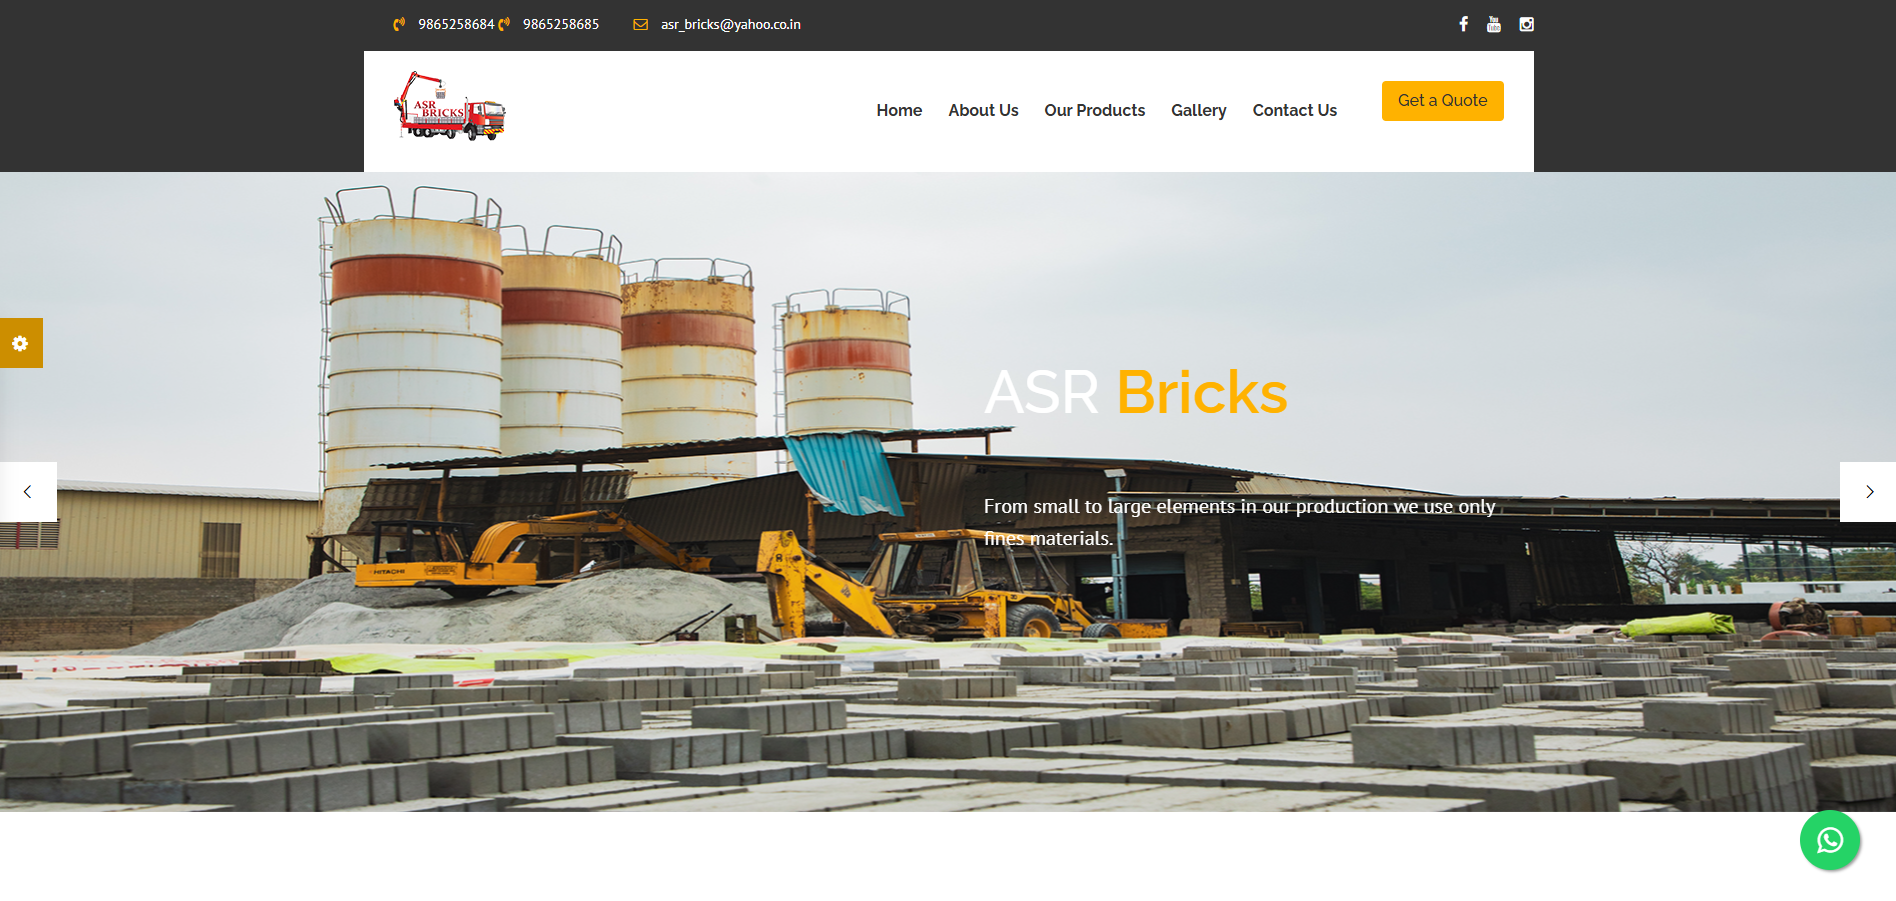 9865258684 9865258685 asr_bricks@yahoo.co.in
ASR
BRICKS
Home About Us Our Products Gallery Contact Us Get a Quote
ASR Bricks
From small to large elements in our production we use only
fines materials.
HITACHI